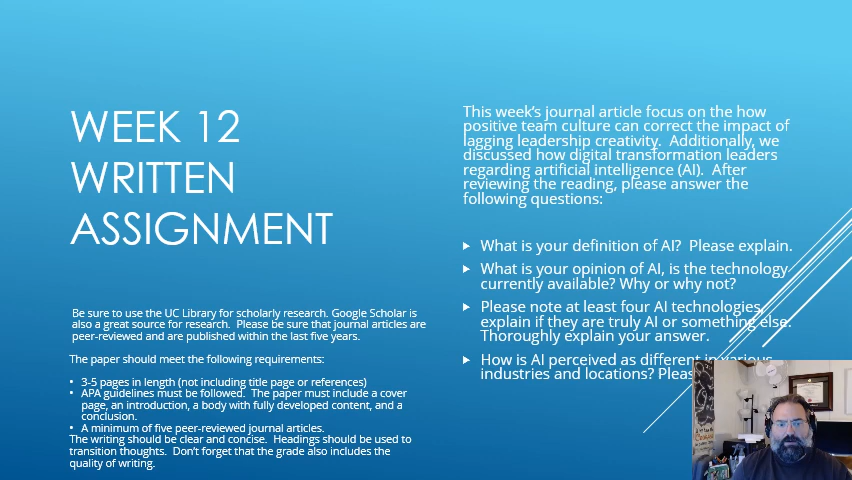 WEEK 12
WRITTEN
ASSIGNMENT
Be sure to use the UC Library for scholarly research. Google Scholar is
also a great source for research. Please be sure that journal articles are
peer-reviewed and are published within the last five years.
The paper should meet the following requirements:
• 3-5 pages in length (not including title page or references)
• APA guidelines must be followed. The paper must include a cover
page, an introduction, a body with fully developed content, and a
conclusion.
• A minimum of five peer-reviewed journal articles.
The writing should be clear and concise. Headings should be used to
transition thoughts. Don't forget that the grade also includes the
quality of writing.
This week's journal article focus on the how
positive team culture can correct the impact of
lagging leadership creativity. Additionally, we
discussed how digital transformation leaders
regarding artificial intelligence (AI). After
reviewing the reading, please answer the
following questions:
What is your definition of AI? Please explain.
What is your opinion of AI, is the technology
currently available? Why or why not?
Please note at least four AI technologies,
explain if they are truly AI or something else.
Thoroughly explain your answer.
How is AI perceived as different in various
industries and locations?